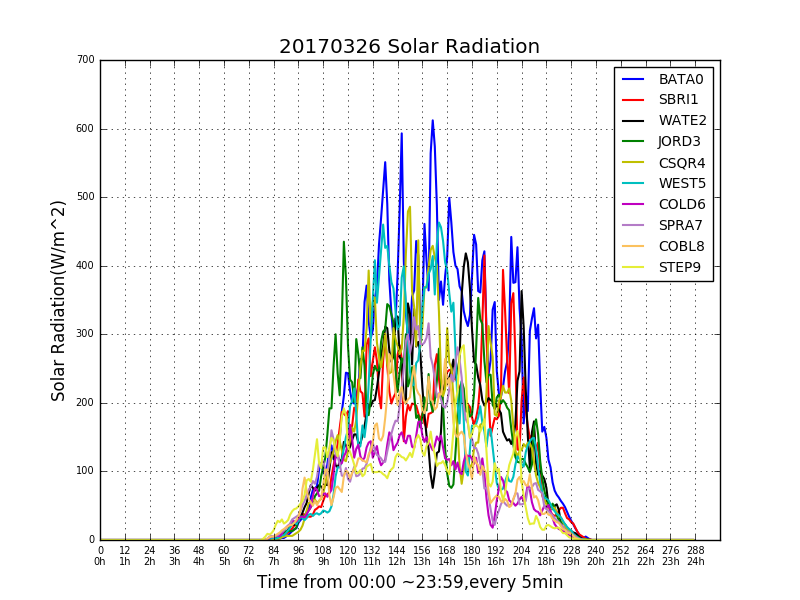 20170326 Solar Radiation
700
600
500
400
300
200
100
0
Solar Radiation(W/m^2)
BATA0
SBRI1
WATE2
JORD3
CSQR4
WEST5
COLD6
SPRA7
COBL8
STEP9
0 12 24 36 48 60 72 84 96 108 120 132 144 156 168 180 192 204 216 228 240 252 264 276 288
0h 1h 2h 3h 4h 5h 6h 7h 8h 9h 10h 11h 12h 13h 14h 15h 16h 17h 18h 19h 20h 21h 22h 23h 24h
Time from 00:00 ~23:59,every 5min